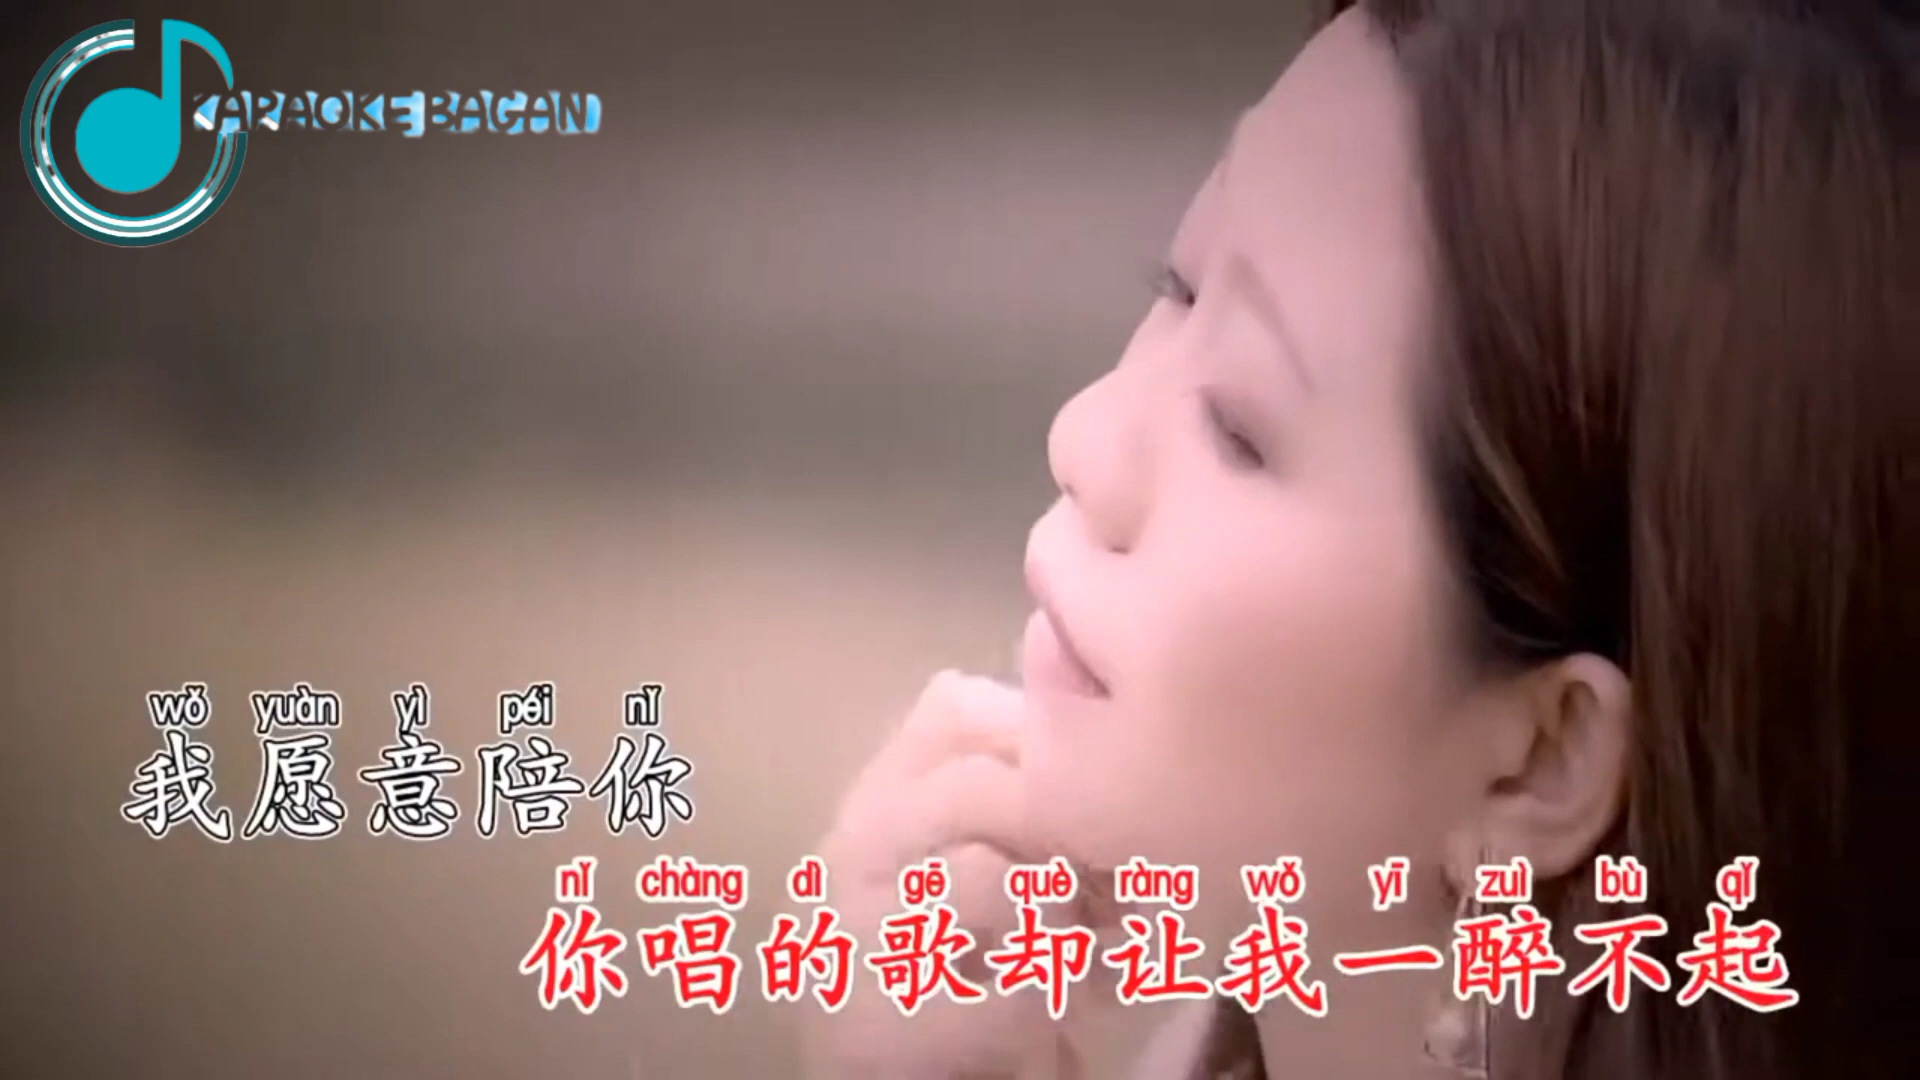 KARAOKE BAGAN
wǒ yuàn yì péi nǐ
我愿意陪你
nǐ chàng dì gē què ràng wǒ yī zuì bù qǐ
你唱的歌却让我一醉不起